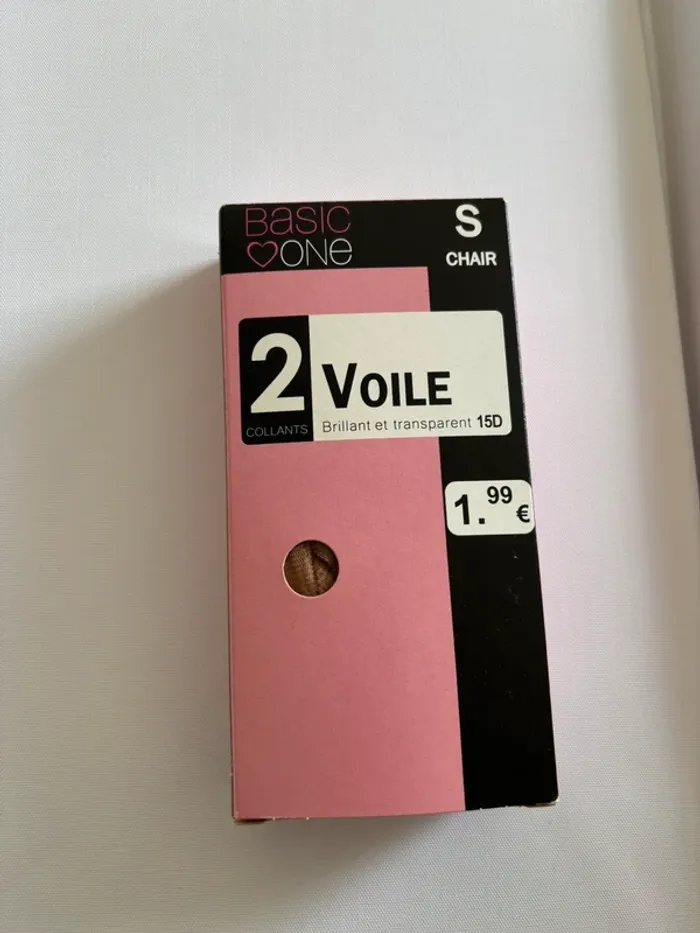 Basic
ONE
S
CHAIR
2
COLLANTS
VOILE
Brillant et transparent 15D
1.99 €